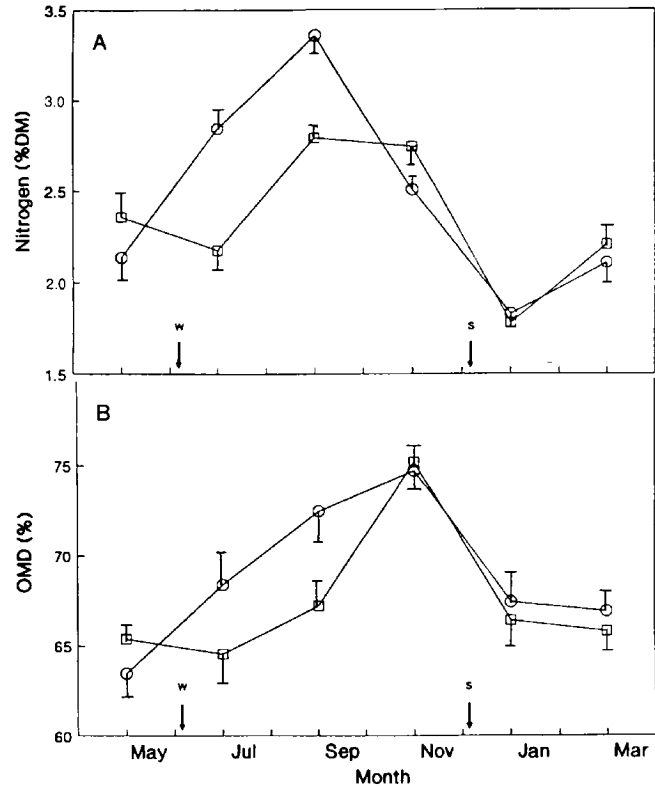 3.5
A
3.0
Nitrogen (%DM)
2.5
2.0
w
s
1.5
B
75
OMD (%)
70
65
w
s
60
May Jul Sep Nov Jan Mar
Month